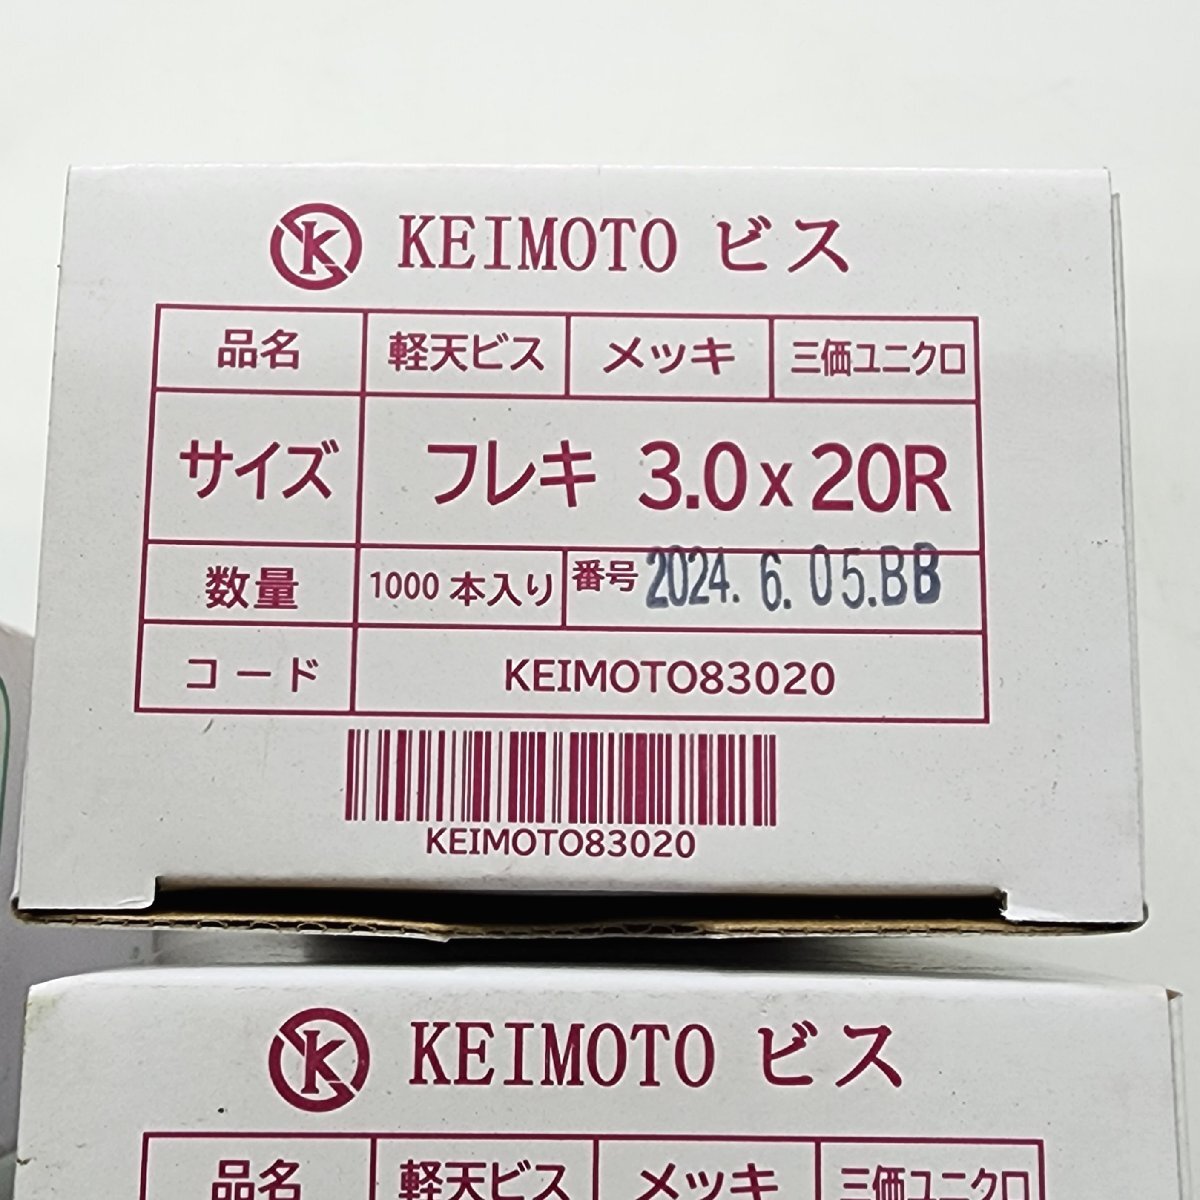 K KEIMOTO ビス
品名 軽天ビス メッキ 三価ユニクロ
サイズ フレキ 3.0 x 20R
数量 1000 本入り 番号 2024. 6. 05.BB
コード KEIMOTO83020
KEIMOTO83020
K KEIMOTO ビス
品名 軽天ビス メッキ 三価ユニクロ